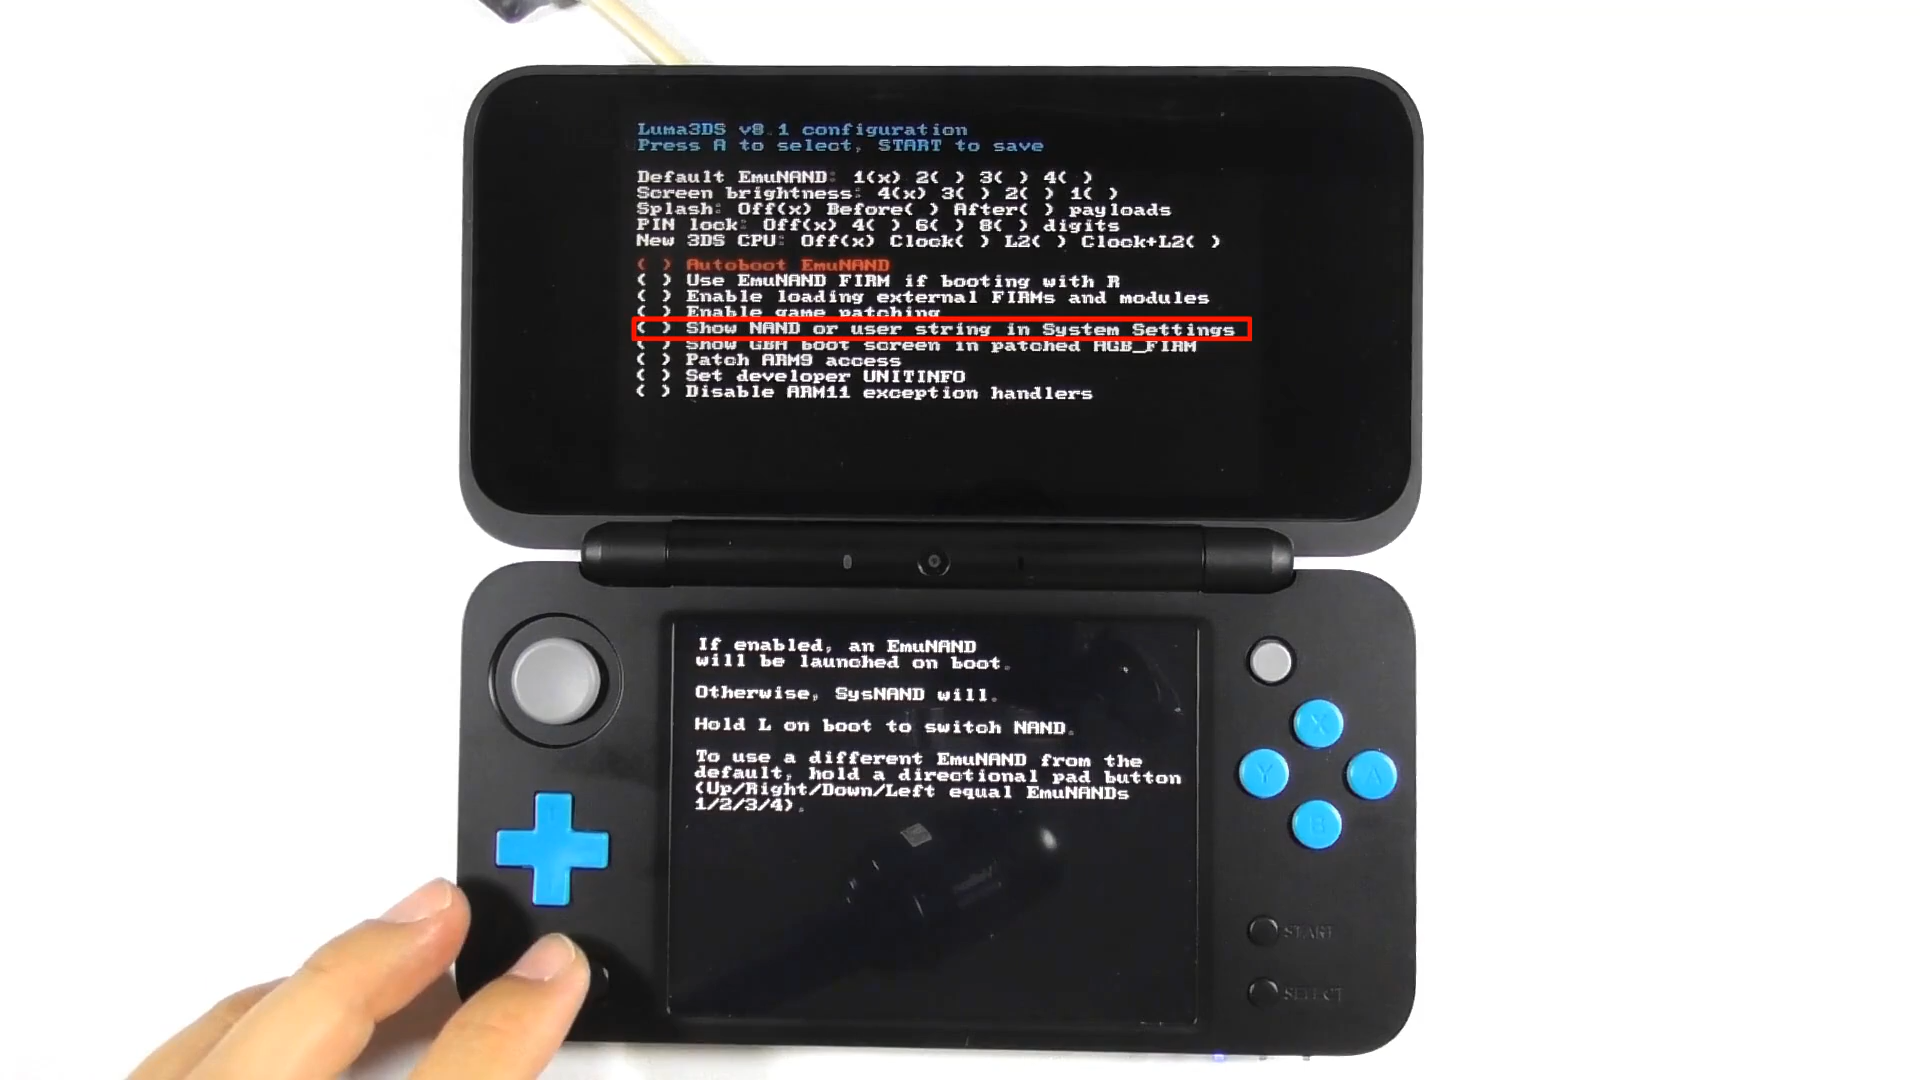 Luma3DS v8.1 configuration
Press A to select, START to save
Default EmuNAND: 1(x) 2( ) 3( ) 4( )
Screen brightness: 4(x) 3( ) 2( ) 1( )
Splash: Off(x) Before( ) After( ) payloads
PIN lock: Off(x) 4( ) 6( ) 8( ) digits
New 3DS CPU: Off(x) Clock( ) L2( ) Clock+L2( )
( ) Autoboot EmuNAND
( ) Use EmuNAND FIRM if booting with R
( ) Enable loading external FIRMs and modules
( ) Enable game patching
( ) Show NAND or user string in System Settings
( ) Show GBA boot screen in patched AGB_FIRM
( ) Patch ARM9 access
( ) Set developer UNITINFO
( ) Disable ARM11 exception handlers
If enabled, an EmuNAND
will be launched on boot.
Otherwise, SysNAND will.
Hold L on boot to switch NAND.
To use a different EmuNAND from the
default, hold a directional pad button
(Up/Right/Down/Left equal EmuNANDs
1/2/3/4).
X
Y
A
B
START
SELECT